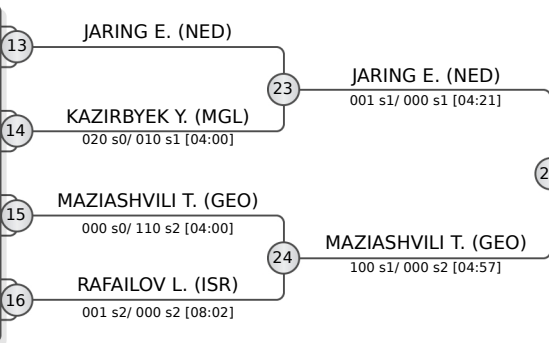 JARING E. (NED)
13
JARING E. (NED)
23
001 s1/ 000 s1 [04:21]
KAZIRBYEK Y. (MGL)
14
020 s0/ 010 s1 [04:00]
2
MAZIASHVILI T. (GEO)
15
000 s0/ 110 s2 [04:00]
MAZIASHVILI T. (GEO)
24
100 s1/ 000 s2 [04:57]
RAFAILOV L. (ISR)
16
001 s2/ 000 s2 [08:02]